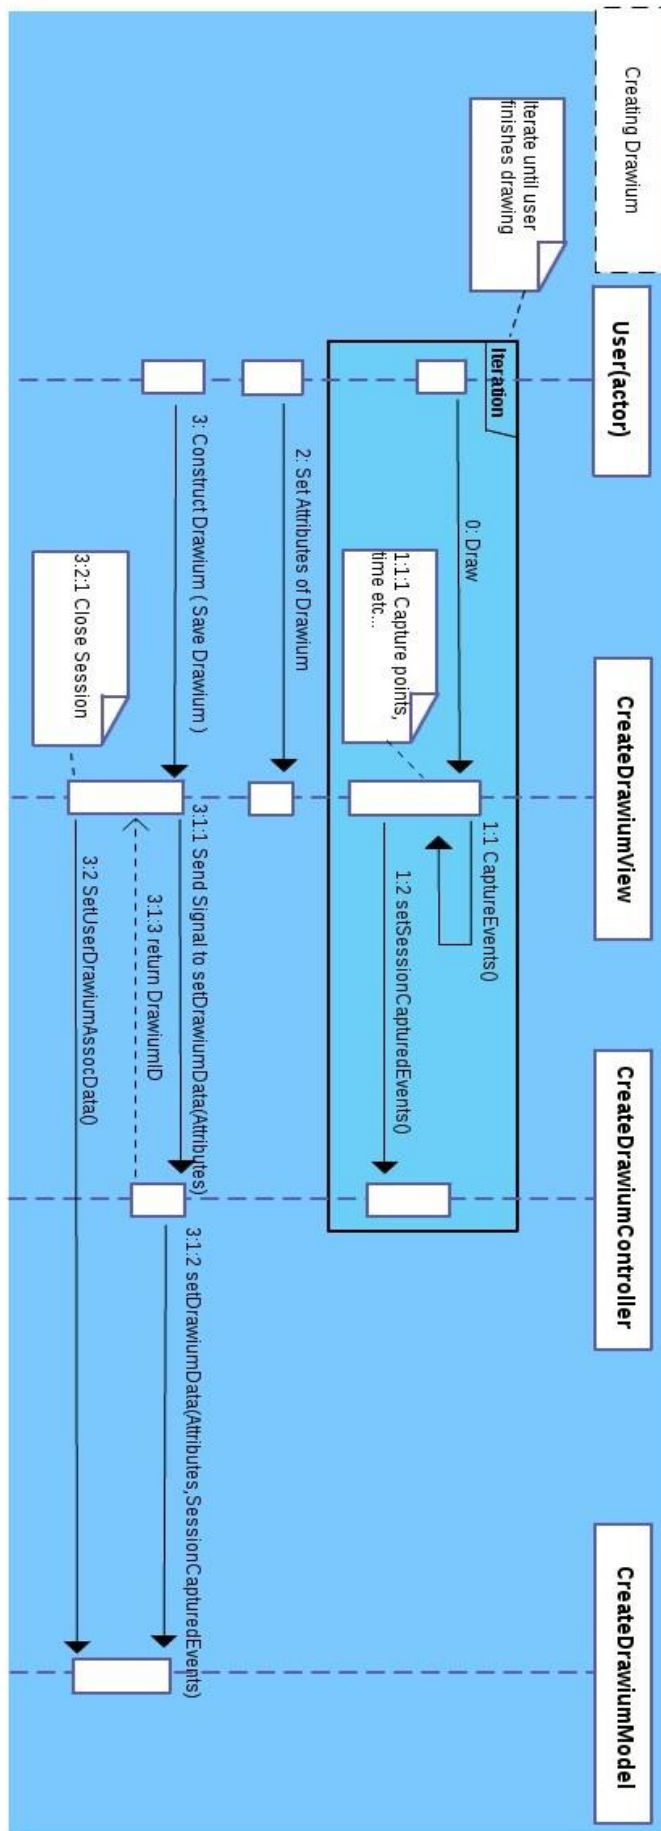 Creating Drawium
User(actor)
CreateDrawiumView
CreateDrawiumController
CreateDrawiumModel
Iterate until user
finishes drawing
Iteration
0: Draw
1:1 CaptureEvents()
1:1:1 Capture points,
time etc...
1:2 setSessionCapturedEvents()
2: Set Attributes of Drawium
3: Construct Drawium ( Save Drawium )
3:1:1 Send Signal to setDrawiumData(Attributes)
3:1:2 setDrawiumData(Attributes,SessionCapturedEvents)
3:1:3 return DrawiumID
3:2:1 Close Session
3:2 SetUserDrawiumAssocData()